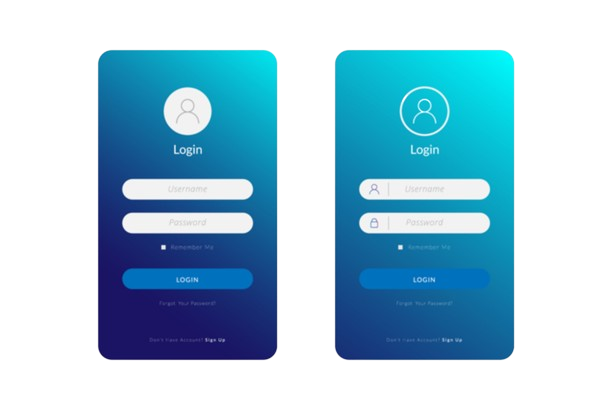 Login
Username
Password
Remember Me
LOGIN
Forgot Your Password?
Don't have Account? Sign Up
Login
Username
Password
Remember Me
LOGIN
Forgot Your Password?
Don't have Account? Sign Up